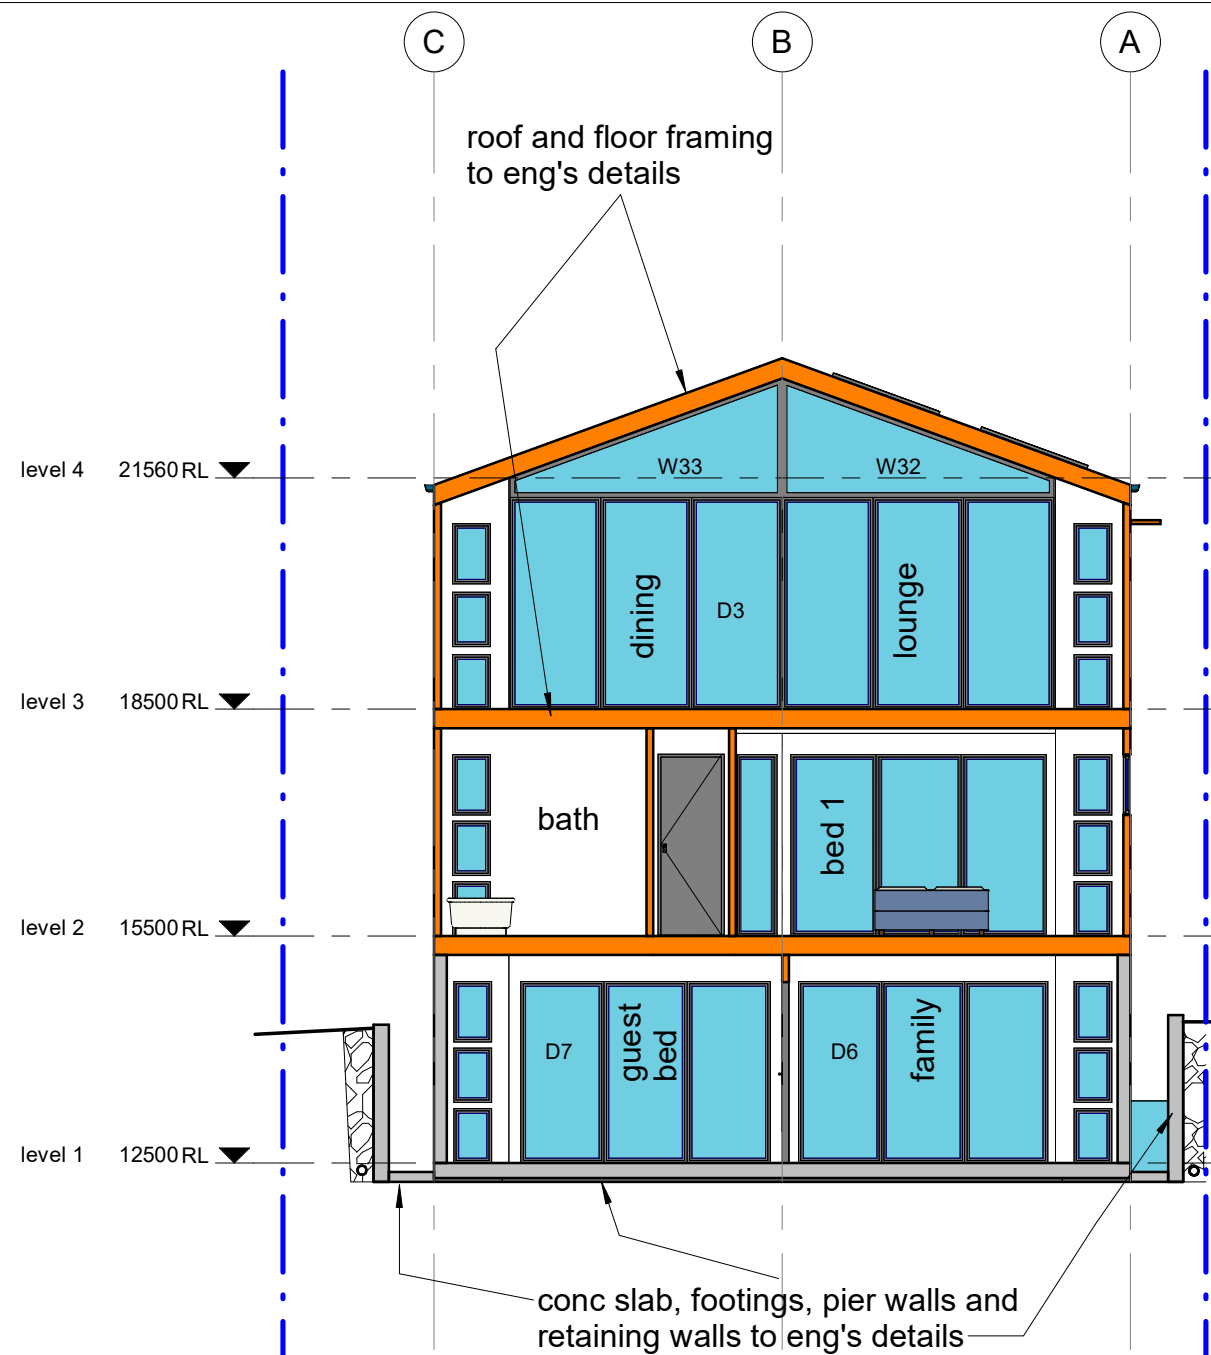 C
B
A
roof and floor framing
to eng's details
level 4 21560 RL
W33
W32
dining
D3
lounge
level 3 18500 RL
bath
bed 1
level 2 15500 RL
D7
guest
bed
D6
family
level 1 12500 RL
conc slab, footings, pier walls and
retaining walls to eng's details